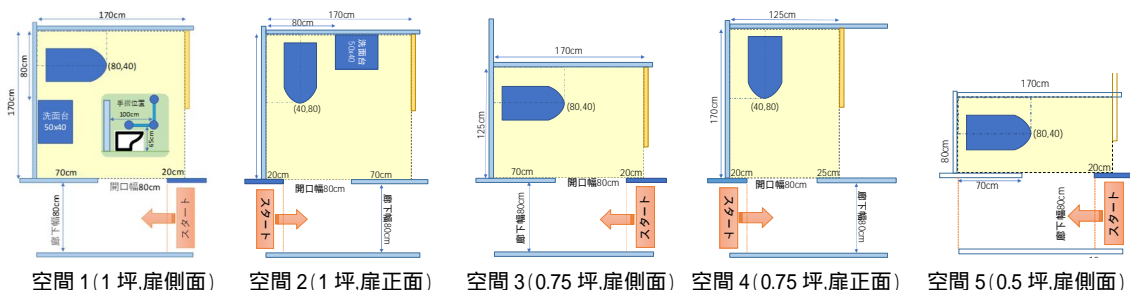 170cm
80cm
170cm
(80,40)
洗面台
50x40
手摺位置
100cm
65cm
70cm
20cm
開口幅80cm
廊下幅80cm
スタート
空間 1(1 坪,扉側面)
170cm
80cm
洗面台
50x40
(40,80)
20cm
70cm
開口幅80cm
スタート
廊下幅80cm
空間 2(1 坪,扉正面)
170cm
125cm
(80,40)
70cm
20cm
開口幅80cm
廊下幅80cm
スタート
空間 3(0.75 坪,扉側面)
125cm
170cm
(40,80)
20cm
25cm
開口幅80cm
スタート
廊下幅80cm
空間 4(0.75 坪,扉正面)
170cm
80cm
(80,40)
20cm
70cm
廊下幅80cm
スタート
空間 5(0.5 坪,扉側面)